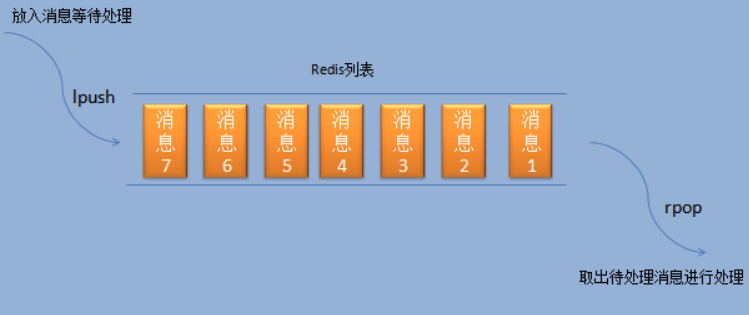 放入消息等待处理
Redis列表
lpush
消息7
消息6
消息5
消息4
消息3
消息2
消息1
rpop
取出待处理消息进行处理